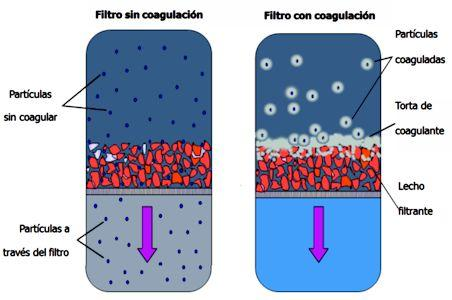 Filtro sin coagulación
Filtro con coagulación
Partículas
sin coagular
Partículas a
través del filtro
Partículas
coaguladas
Torta de
coagulante
Lecho
filtrante